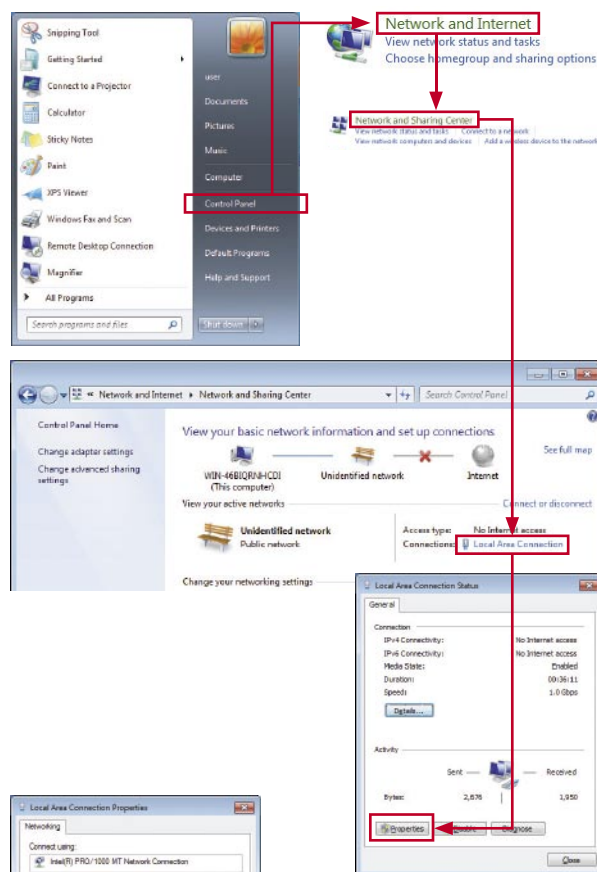 Snipping Tool
Getting Started
Connect to a Projector
Calculator
Sticky Notes
Paint
XPS Viewer
Windows Fax and Scan
Remote Desktop Connection
Magnifier
All Programs
Search programs and files
user
Documents
Pictures
Music
Computer
Control Panel
Devices and Printers
Default Programs
Help and Support
Shut down
Network and Internet
View network status and tasks
Choose homegroup and sharing options
Network and Sharing Center
View network status and tasks Connect to a network
View network computers and devices Add a wireless device to the network
Network and Internet Network and Sharing Center
Search Control Panel
Control Panel Home
Change adapter settings
Change advanced sharing
settings
View your basic network information and set up connections
See full map
WIN-46BIQRNHCDI
(This computer)
Unidentified network
Internet
View your active networks
Connect or disconnect
Unidentified network
Public network
Access type: No Internet access
Connections: Local Area Connection
Change your networking settings
Local Area Connection Status
General
Connection
IPv4 Connectivity: No Internet access
IPv6 Connectivity: No Internet access
Media State: Enabled
Duration: 00:36:11
Speed: 1.0 Gbps
Details...
Activity
Sent Received
Bytes: 2,676 1,950
Properties Disable Diagnose
Close
Local Area Connection Properties
Networking
Connect using:
Intel(R) PRO/1000 MT Network Connection